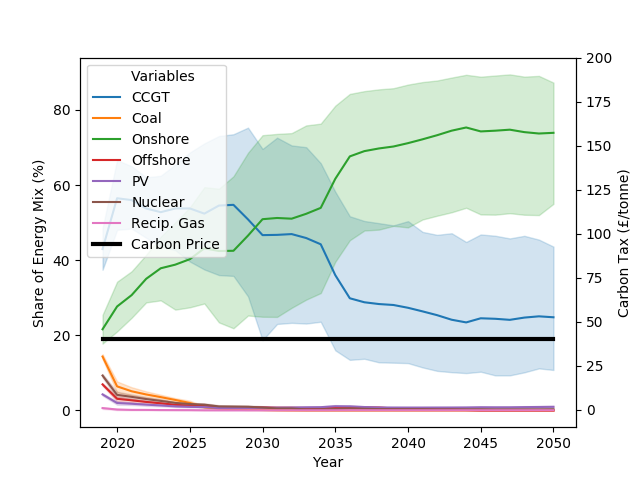 200
175
150
125
100
75
50
25
0
Carbon Tax (£/tonne)
80
60
40
20
0
Share of Energy Mix (%)
Variables
CCGT
Coal
Onshore
Offshore
PV
Nuclear
Recip. Gas
Carbon Price
2020 2025 2030 2035 2040 2045 2050
Year